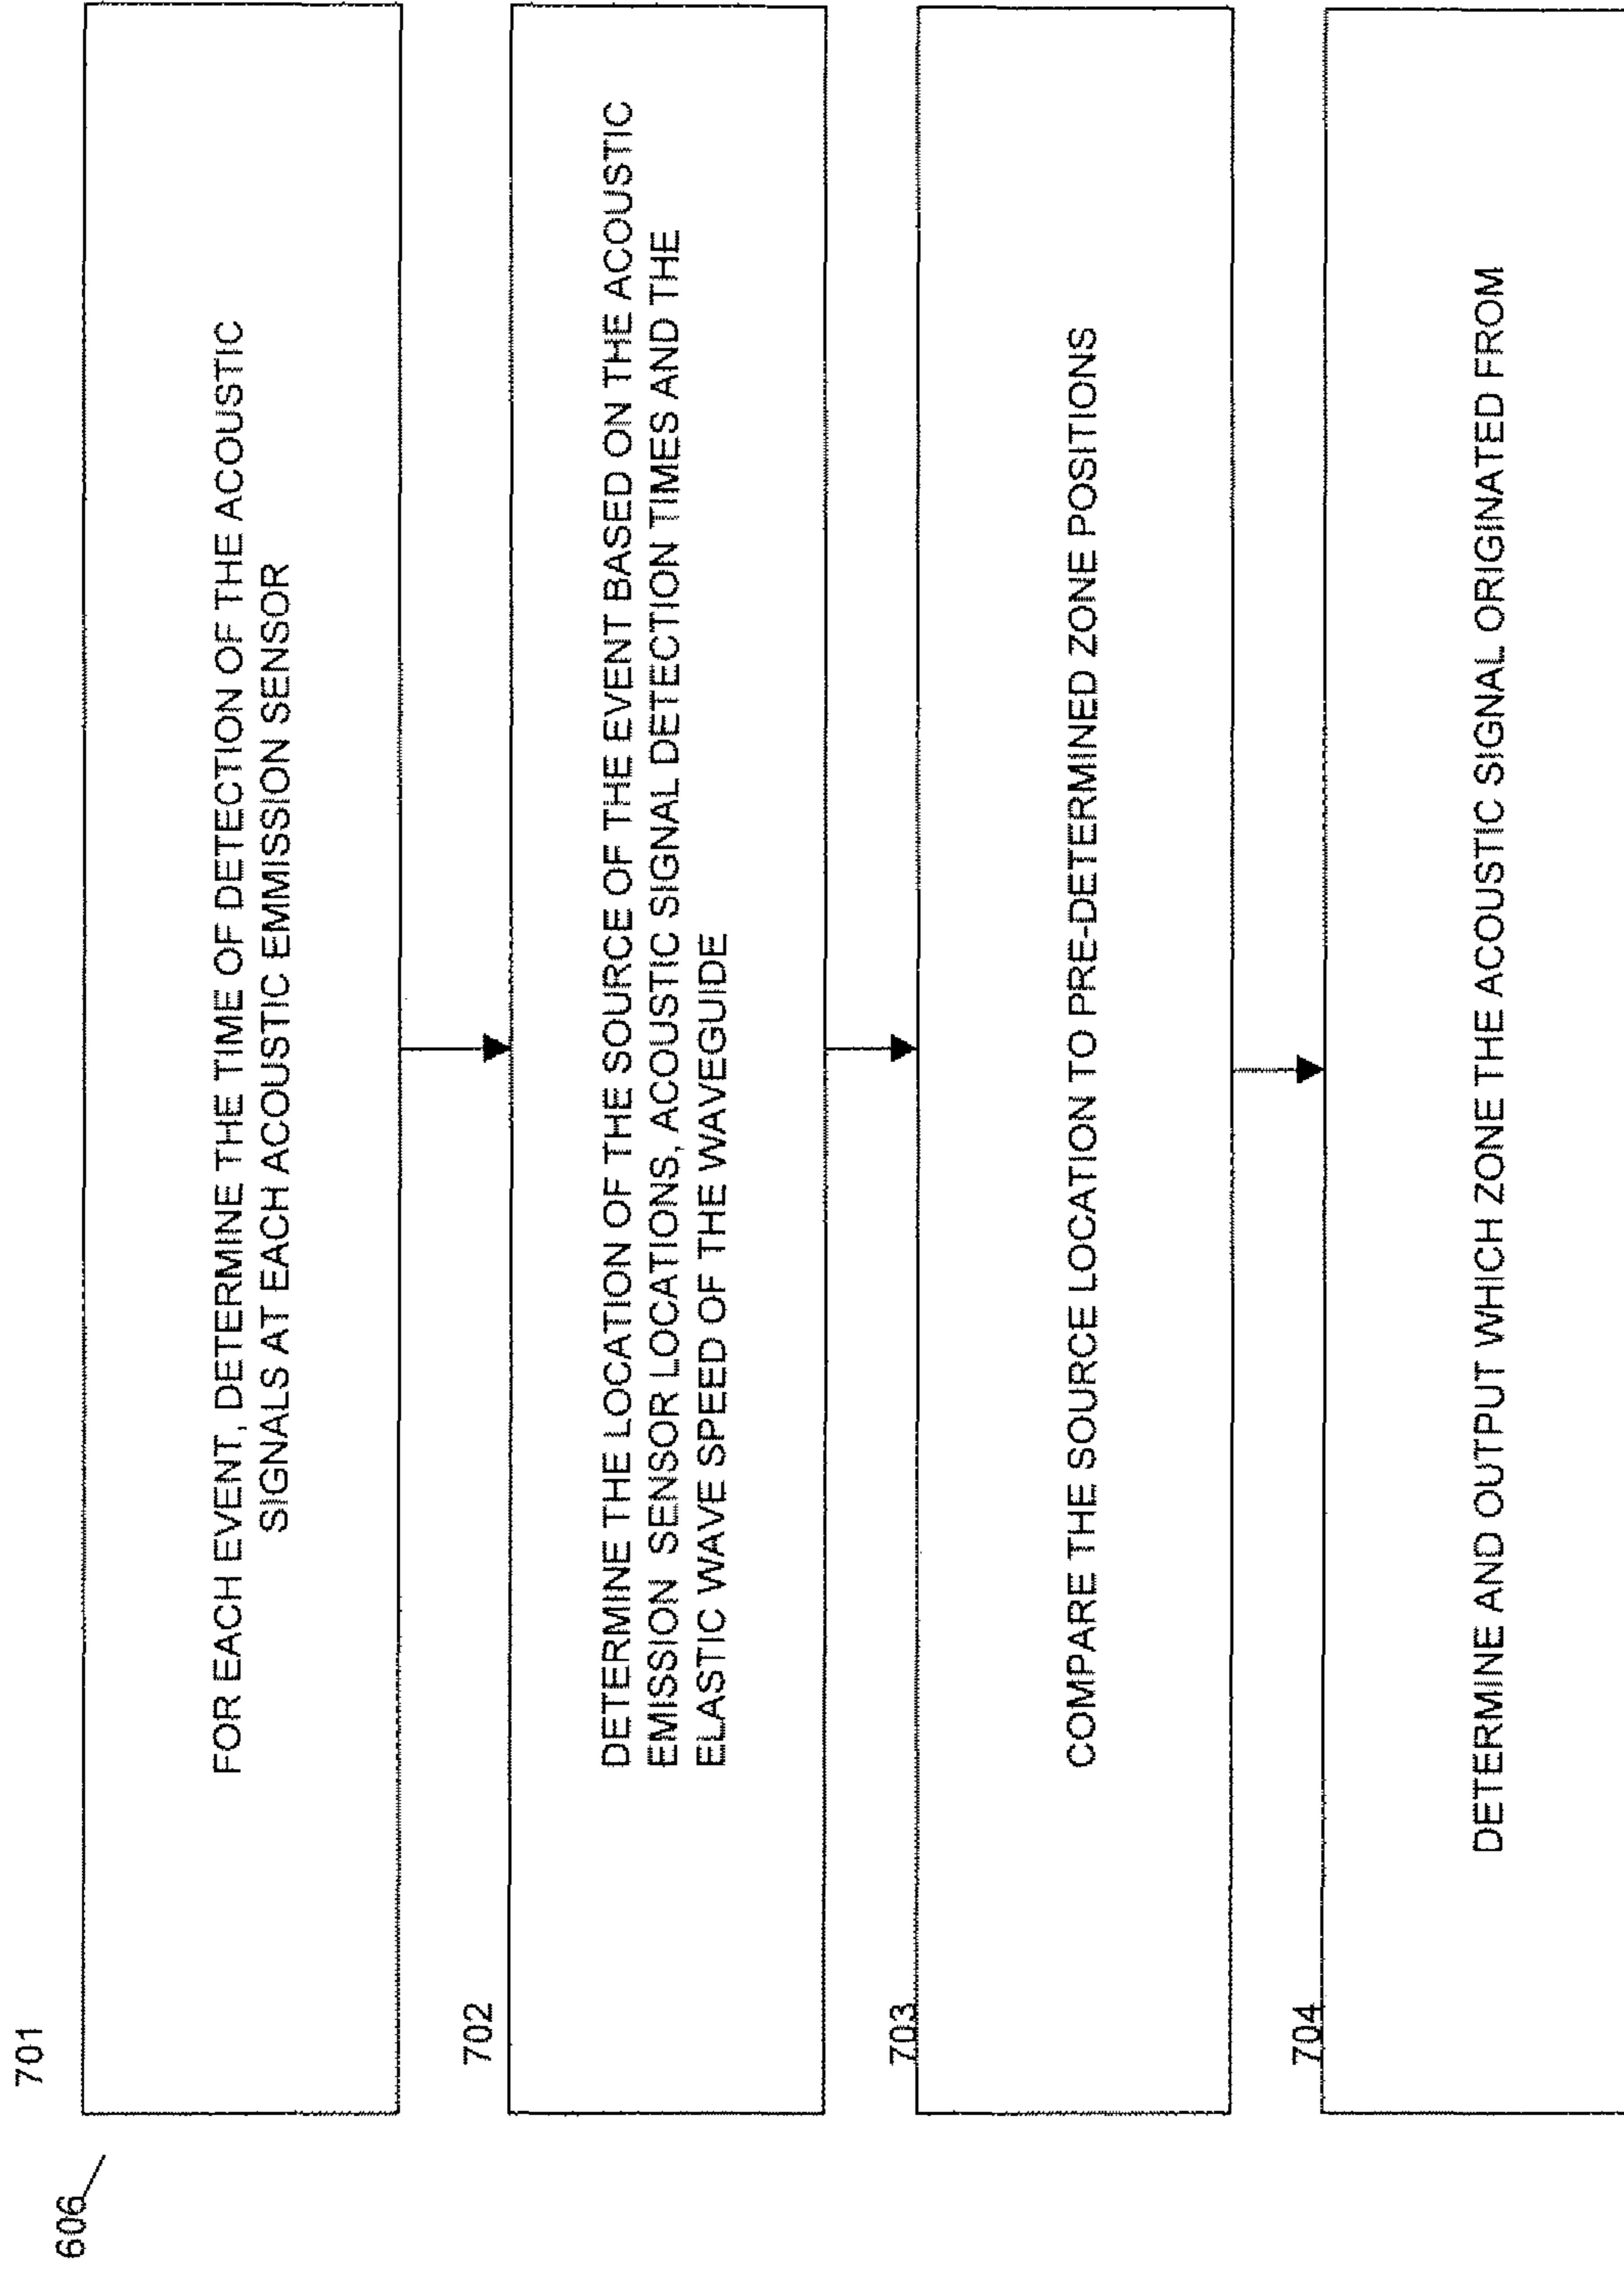 606
701
FOR EACH EVENT, DETERMINE THE TIME OF DETECTION OF THE ACOUSTIC
SIGNALS AT EACH ACOUSTIC EMMISSION SENSOR
702
DETERMINE THE LOCATION OF THE SOURCE OF THE EVENT BASED ON THE ACOUSTIC
EMISSION SENSOR LOCATIONS, ACOUSTIC SIGNAL DETECTION TIMES AND THE
ELASTIC WAVE SPEED OF THE WAVEGUIDE
703
COMPARE THE SOURCE LOCATION TO PRE-DETERMINED ZONE POSITIONS
704
DETERMINE AND OUTPUT WHICH ZONE THE ACOUSTIC SIGNAL ORIGINATED FROM